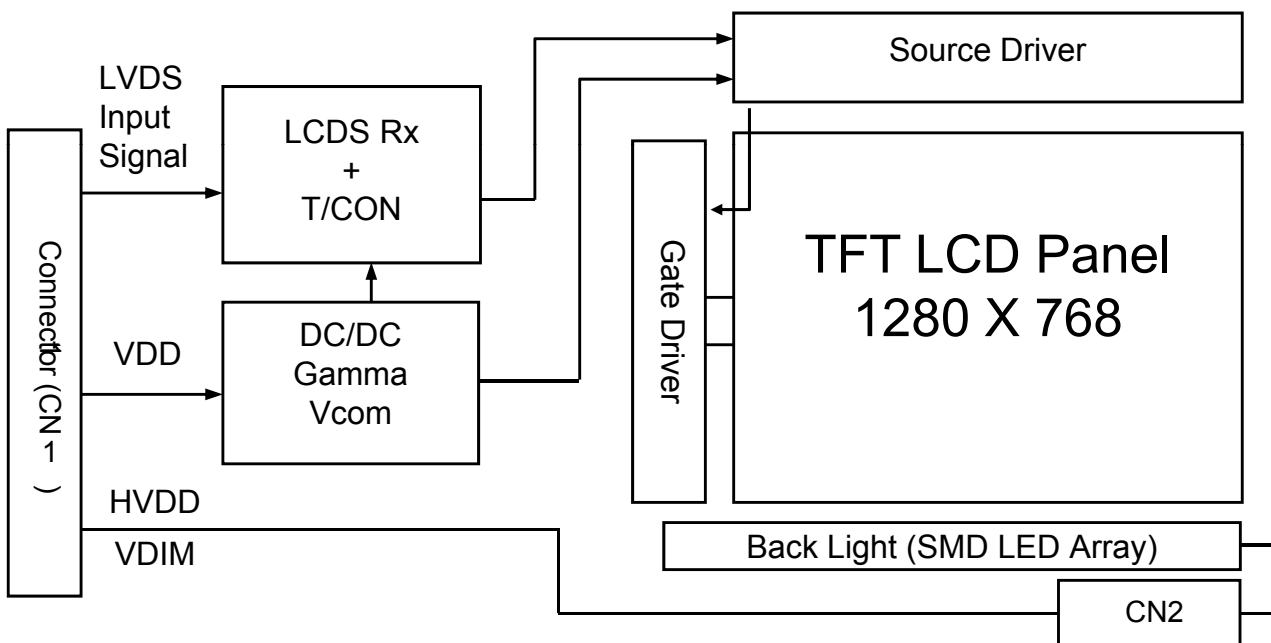 LVDS
Input
Signal
LCDS Rx
+
T/CON
Source Driver
Connector (CN1)
VDD
DC/DC
Gamma
Vcom
Gate Driver
TFT LCD Panel
1280 X 768
HVDD
VDIM
Back Light (SMD LED Array)
CN2